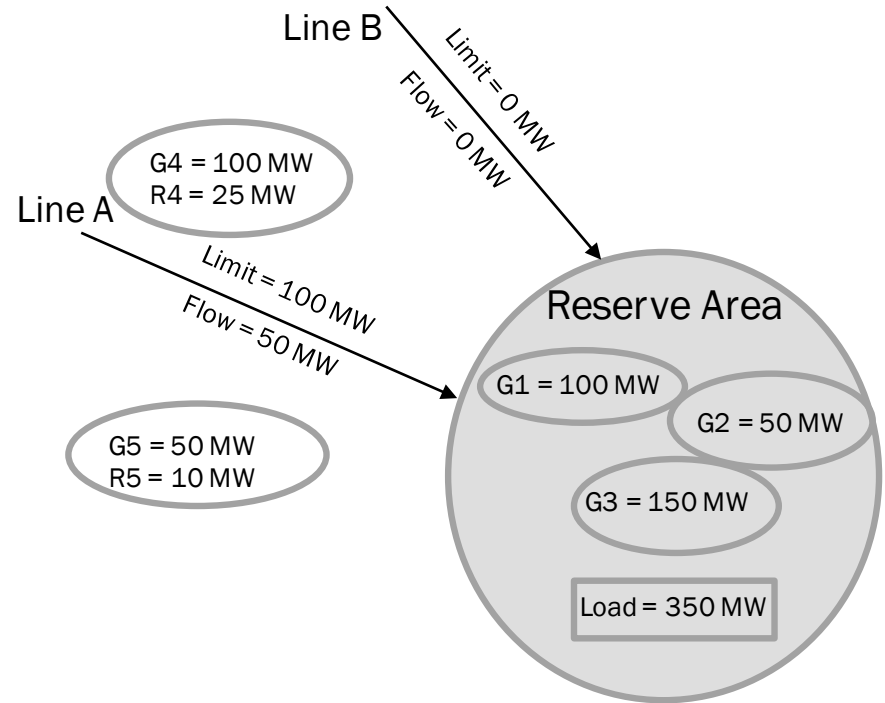 Line B
Limit = 0 MW
Flow = 0 MW
G4 = 100 MW
R4 = 25 MW
Line A
Limit = 100 MW
Flow = 50 MW
Reserve Area
G1 = 100 MW
G2 = 50 MW
G5 = 50 MW
R5 = 10 MW
G3 = 150 MW
Load = 350 MW